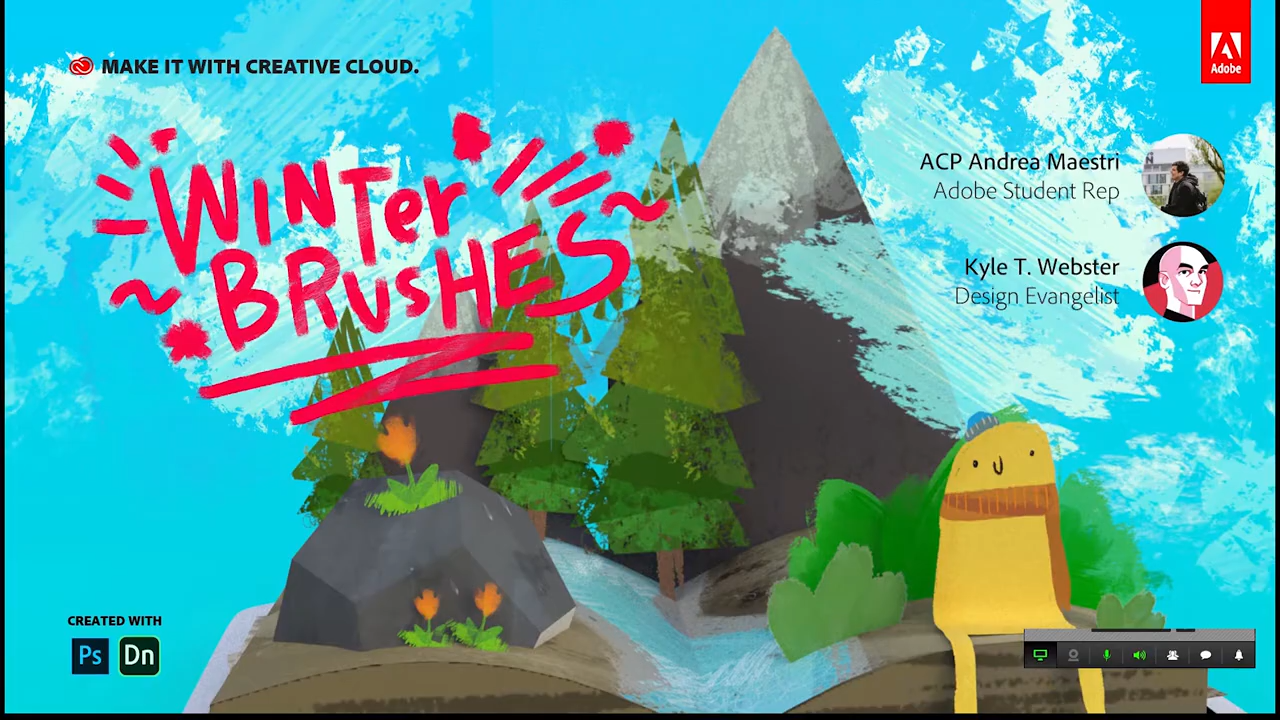 MAKE IT WITH CREATIVE CLOUD.
Adobe
WINTer
BRUsHES
ACP Andrea Maestri
Adobe Student Rep
Kyle T. Webster
Design Evangelist
CREATED WITH
Ps Dn